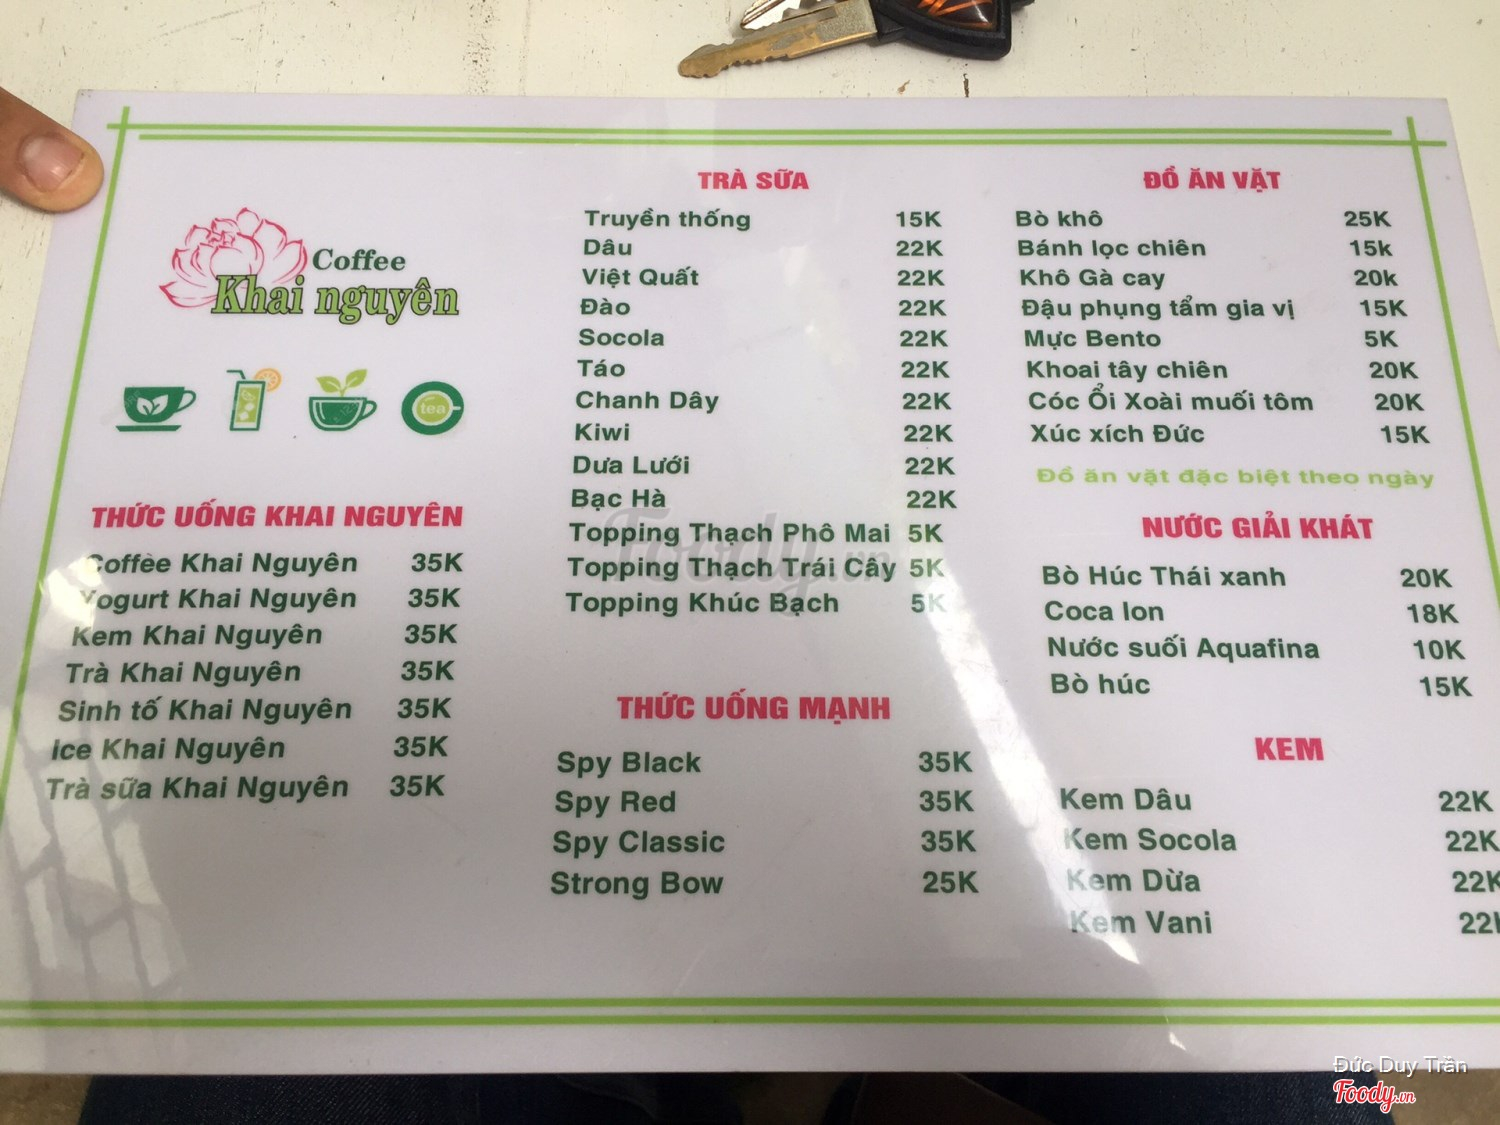 Coffee
Khai nguyên
tea
THỨC UỐNG KHAI NGUYÊN
Coffèe Khai Nguyên 35K
Yogurt Khai Nguyên 35K
Kem Khai Nguyên 35K
Trà Khai Nguyên 35K
Sinh tố Khai Nguyên 35K
Ice Khai Nguyên 35K
Trà sữa Khai Nguyên 35K
TRÀ SỮA
Truyền thống 15K
Dâu 22K
Việt Quất 22K
Đào 22K
Socola 22K
Táo 22K
Chanh Dây 22K
Kiwi 22K
Dưa Lưới 22K
Bạc Hà 22K
Topping Thạch Phô Mai 5K
Topping Thạch Trái Cây 5K
Topping Khúc Bạch 5K
Foody.vn
THỨC UỐNG MẠNH
Spy Black 35K
Spy Red 35K
Spy Classic 35K
Strong Bow 25K
ĐỒ ĂN VẶT
Bò khô 25K
Bánh lọc chiên 15k
Khô Gà cay 20k
Đậu phụng tẩm gia vị 15K
Mực Bento 5K
Khoai tây chiên 20K
Cóc Ổi Xoài muối tôm 20K
Xúc xích Đức 15K
Đồ ăn vặt đặc biệt theo ngày
NƯỚC GIẢI KHÁT
Bò Húc Thái xanh 20K
Coca lon 18K
Nước suối Aquafina 10K
Bò húc 15K
KEM
Kem Dâu 22K
Kem Socola 22K
Kem Dừa 22K
Kem Vani 22K
Đức Duy Trần
Foody.vn